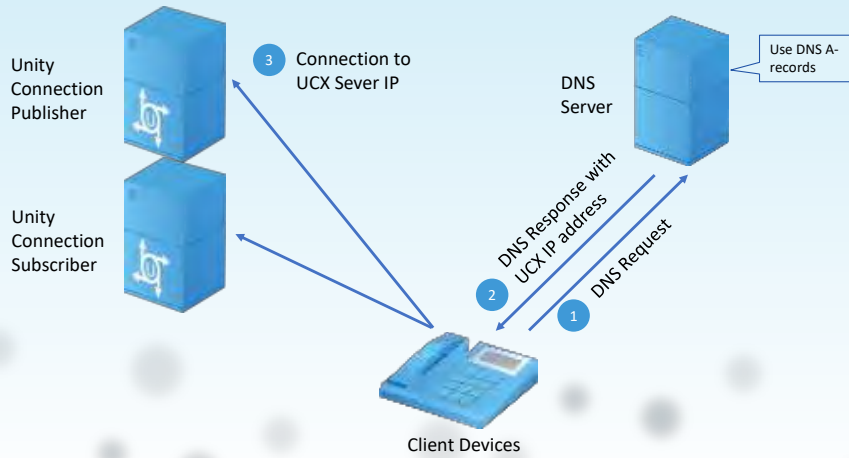 Unity
Connection
Publisher
3
Connection to
UCX Sever IP
DNS
Server
Use DNS A-
records
Unity
Connection
Subscriber
DNS Response with
UCX IP address
2
DNS Request
1
Client Devices